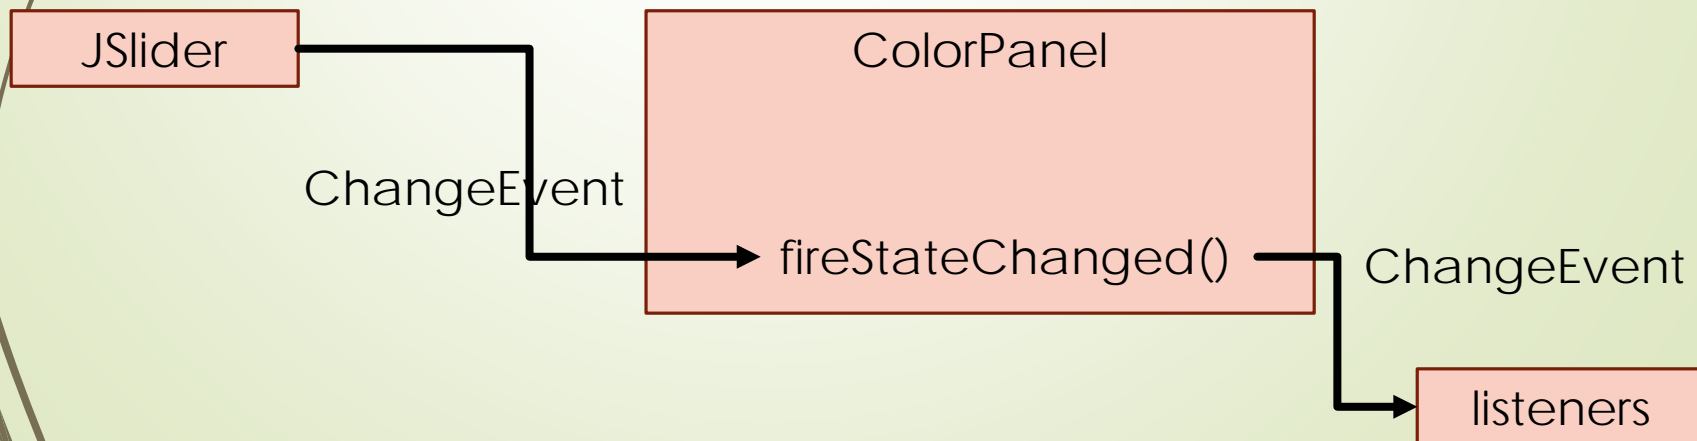 JSlider
ColorPanel
ChangeEvent
fireStateChanged()
ChangeEvent
listeners